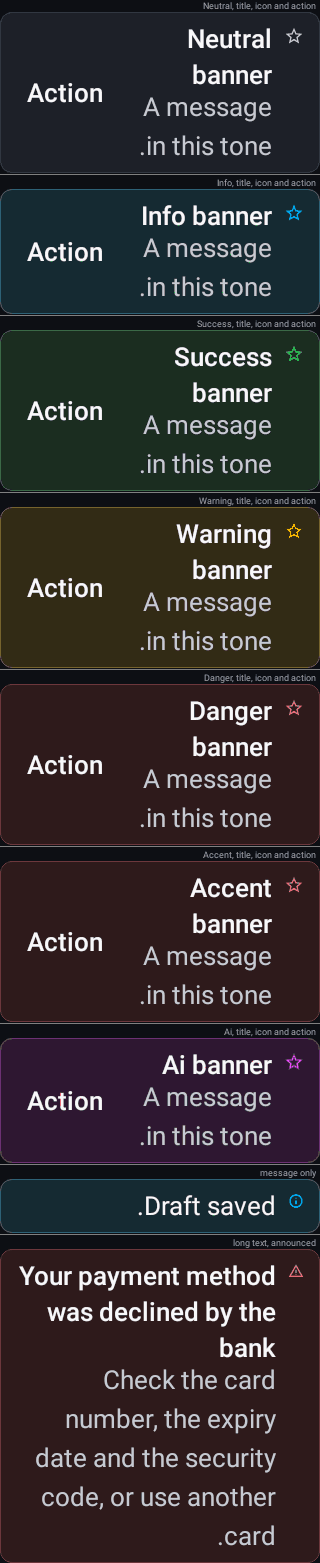 Neutral, title, icon and action
Neutral
banner
A message
.in this tone
Action
Info, title, icon and action
Info banner
A message
.in this tone
Action
Success, title, icon and action
Success
banner
A message
.in this tone
Action
Warning, title, icon and action
Warning
banner
A message
.in this tone
Action
Danger, title, icon and action
Danger
banner
A message
.in this tone
Action
Accent, title, icon and action
Accent
banner
A message
.in this tone
Action
Ai, title, icon and action
Ai banner
A message
.in this tone
Action
message only
.Draft saved
long text, announced
Your payment method
was declined by the
bank
Check the card
number, the expiry
date and the security
code, or use another
.card